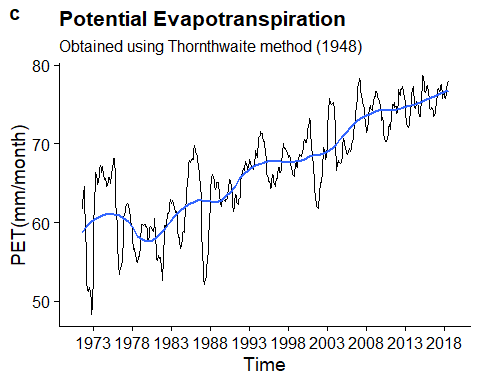 c
Potential Evapotranspiration
Obtained using Thornthwaite method (1948)
80
70
60
50
PET(mm/month)
1973 1978 1983 1988 1993 1998 2003 2008 2013 2018
Time